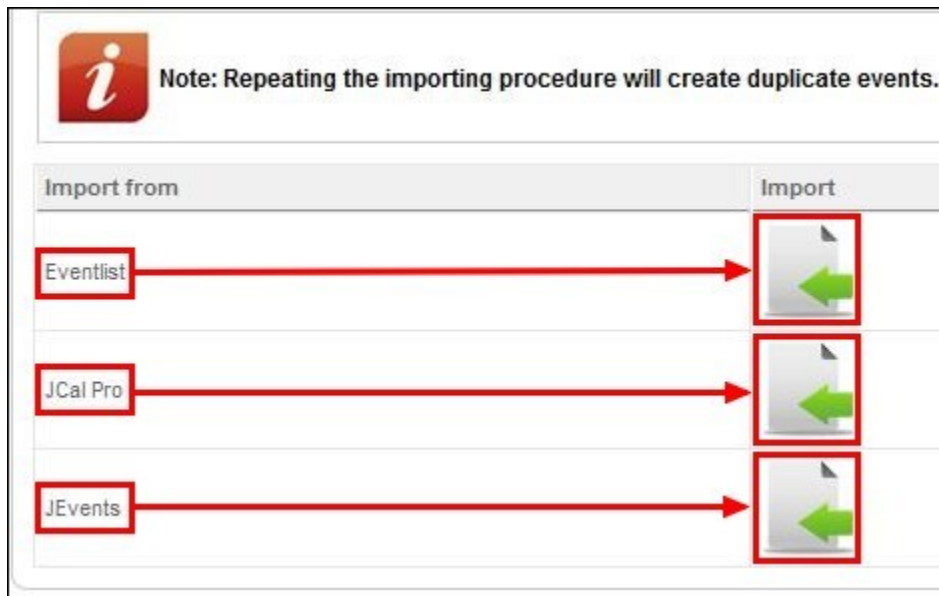 Note: Repeating the importing procedure will create duplicate events.
Import from Import
Eventlist
JCal Pro
JEvents